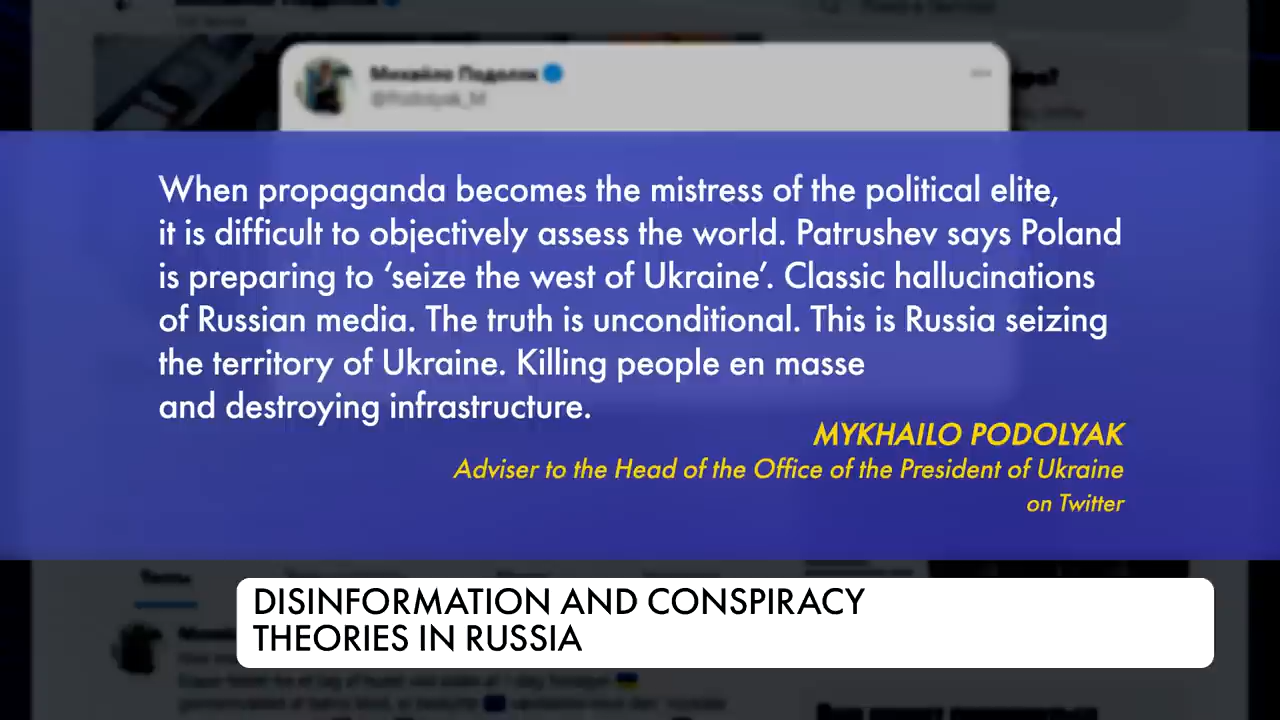 Михайло Подоляк
@Podolyak_M
When propaganda becomes the mistress of the political elite,
it is difficult to objectively assess the world. Patrushev says Poland
is preparing to ‘seize the west of Ukraine’. Classic hallucinations
of Russian media. The truth is unconditional. This is Russia seizing
the territory of Ukraine. Killing people en masse
and destroying infrastructure.
MYKHAILO PODOLYAK
Adviser to the Head of the Office of the President of Ukraine
on Twitter
DISINFORMATION AND CONSPIRACY
THEORIES IN RUSSIA